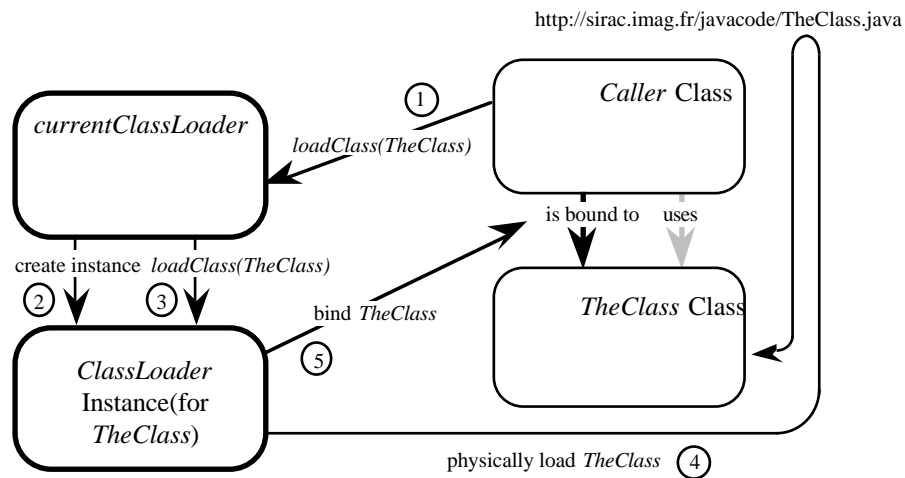 http://sirac.imag.fr/javacode/TheClass.java
1
Caller Class
currentClassLoader
loadClass(TheClass)
is bound to
uses
create instance
loadClass(TheClass)
2
3
bind TheClass
TheClass Class
5
ClassLoader
Instance(for
TheClass)
physically load TheClass
4